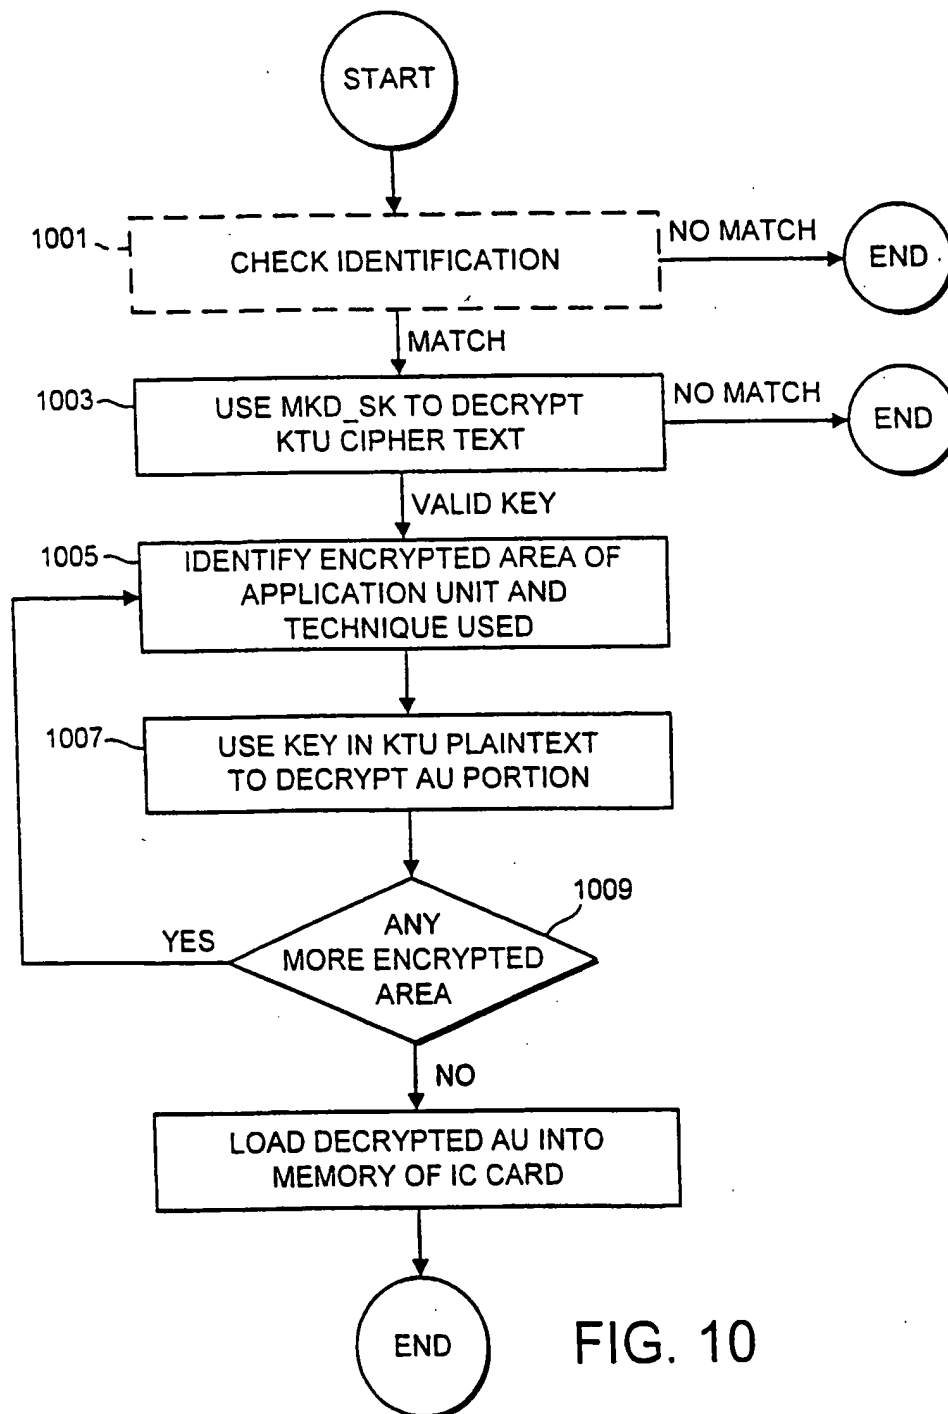 START
1001
CHECK IDENTIFICATION
NO MATCH
END
MATCH
1003
USE MKD_SK TO DECRYPT
KTU CIPHER TEXT
NO MATCH
END
VALID KEY
1005
IDENTIFY ENCRYPTED AREA OF
APPLICATION UNIT AND
TECHNIQUE USED
1007
USE KEY IN KTU PLAINTEXT
TO DECRYPT AU PORTION
1009
ANY
MORE ENCRYPTED
AREA
YES
NO
LOAD DECRYPTED AU INTO
MEMORY OF IC CARD
END
FIG. 10